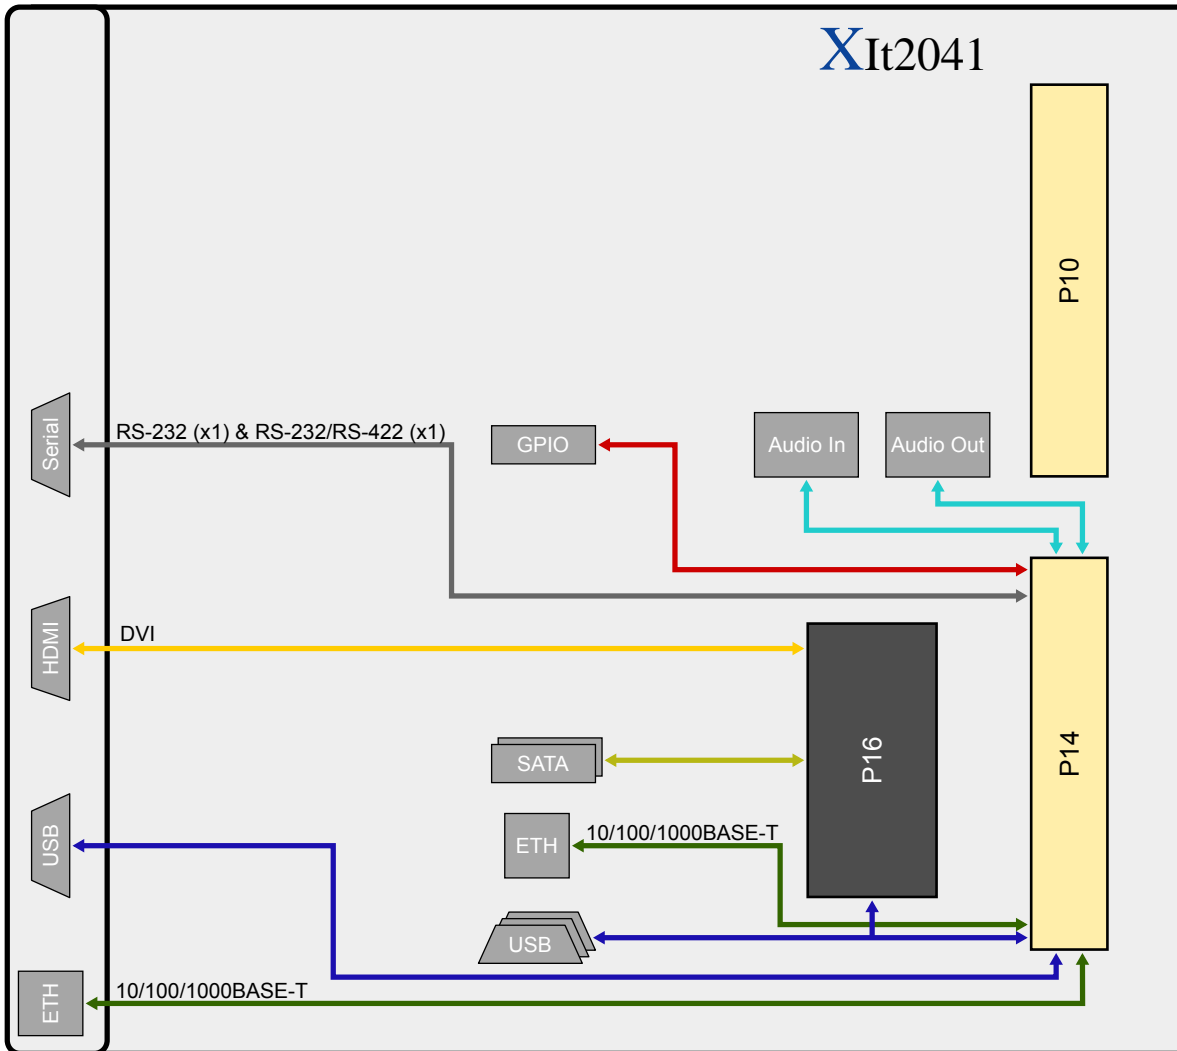 XIt2041
P10
Serial
RS-232 (x1) & RS-232/RS-422 (x1)
GPIO
Audio In
Audio Out
HDMI
DVI
P16
P14
SATA
USB
ETH
10/100/1000BASE-T
USB
ETH
10/100/1000BASE-T